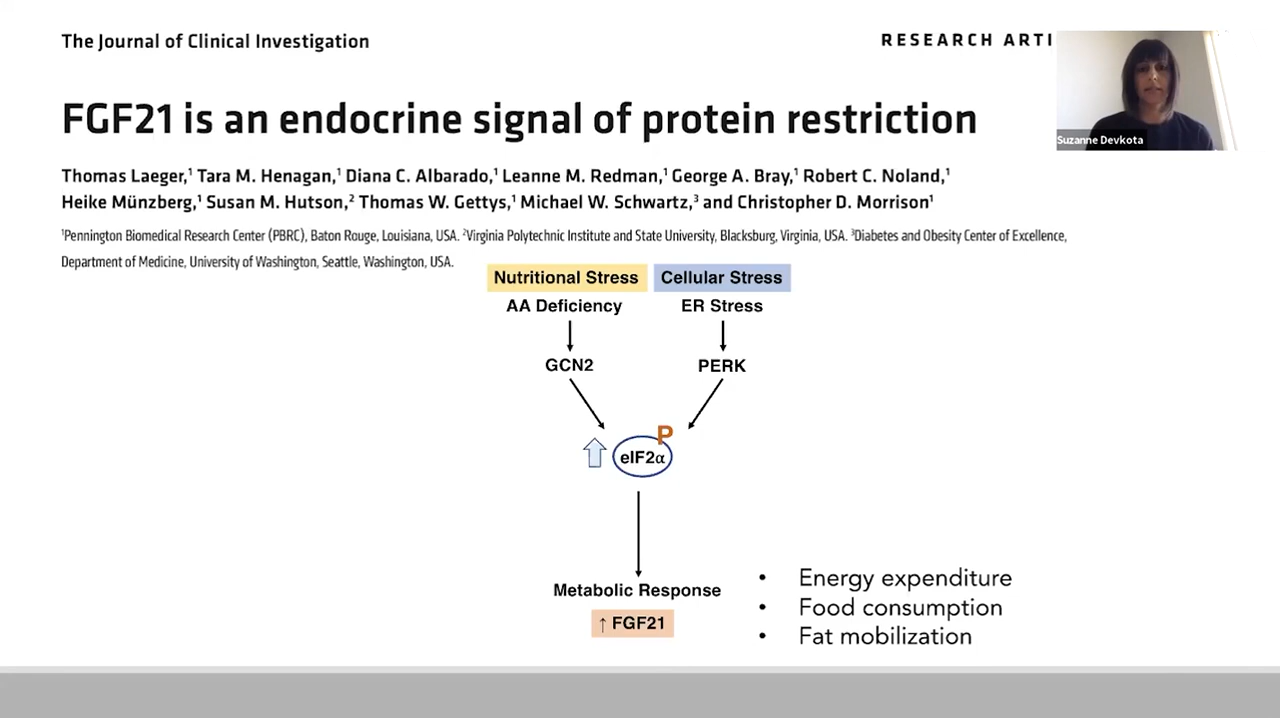 The Journal of Clinical Investigation
RESEARCH ARTI
Suzanne Devkota
FGF21 is an endocrine signal of protein restriction
Thomas Laeger,¹ Tara M. Henagan,¹ Diana C. Albarado,¹ Leanne M. Redman,¹ George A. Bray,¹ Robert C. Noland,¹
Heike Münzberg,¹ Susan M. Hutson,² Thomas W. Gettys,¹ Michael W. Schwartz,³ and Christopher D. Morrison¹
¹Pennington Biomedical Research Center (PBRC), Baton Rouge, Louisiana, USA. ²Virginia Polytechnic Institute and State University, Blacksburg, Virginia, USA. ³Diabetes and Obesity Center of Excellence,
Department of Medicine, University of Washington, Seattle, Washington, USA.
Nutritional Stress
Cellular Stress
AA Deficiency
ER Stress
GCN2
PERK
P
eIF2α
Metabolic Response
↑ FGF21
• Energy expenditure
• Food consumption
• Fat mobilization